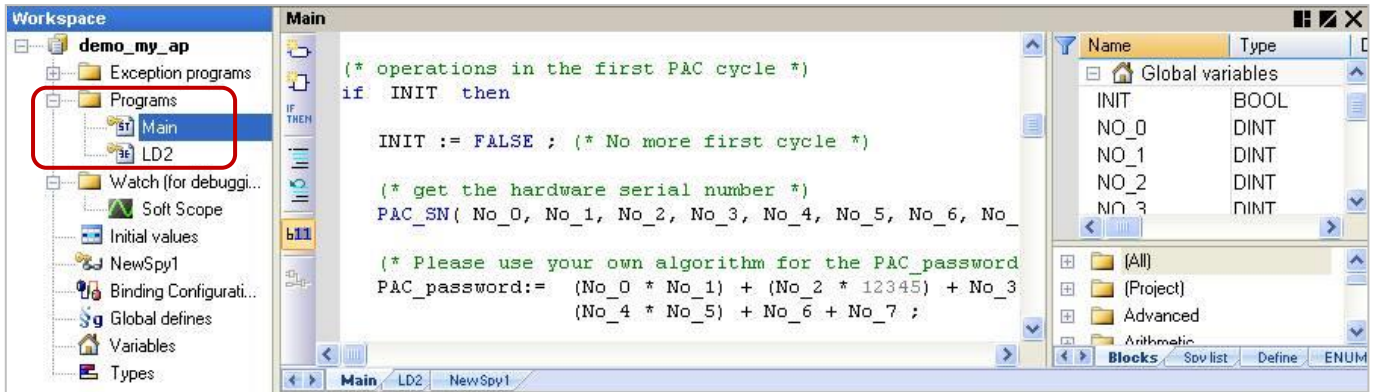 Workspace
demo_my_ap
Exception programs
Programs
Main
LD2
Watch (for debuggi...
Soft Scope
Initial values
NewSpy1
Binding Configurati...
Global defines
Variables
Types
Main
IF
THEN
(* operations in the first PAC cycle *)
if INIT then
INIT := FALSE ; (* No more first cycle *)
(* get the hardware serial number *)
PAC_SN( No_0, No_1, No_2, No_3, No_4, No_5, No_6, No_
(* Please use your own algorithm for the PAC_password
PAC_password:= (No_0 * No_1) + (No_2 * 12345) + No_3
(No_4 * No_5) + No_6 + No_7 ;
Main LD2 NewSpy1
Name Type
Global variables
INIT BOOL
NO_0 DINT
NO_1 DINT
NO_2 DINT
NO_3 DINT
(All)
(Project)
Advanced
Arithmetic
Blocks Spy list Define ENUM